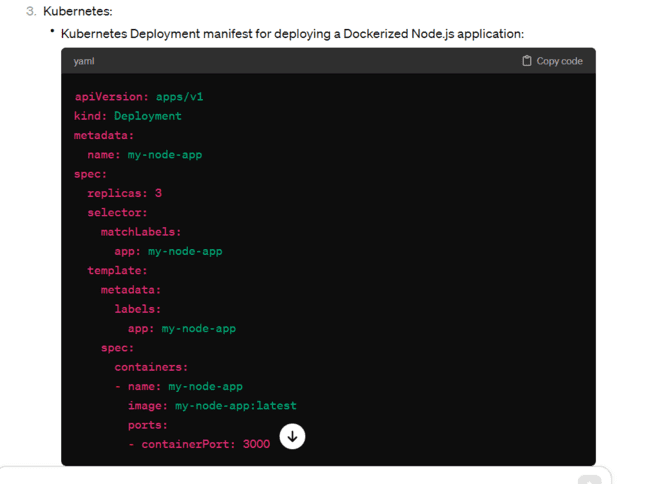 3. Kubernetes:
• Kubernetes Deployment manifest for deploying a Dockerized Node.js application:
yaml Copy code
apiVersion: apps/v1
kind: Deployment
metadata:
  name: my-node-app
spec:
  replicas: 3
  selector:
    matchLabels:
      app: my-node-app
  template:
    metadata:
      labels:
        app: my-node-app
    spec:
      containers:
      - name: my-node-app
        image: my-node-app:latest
        ports:
        - containerPort: 3000